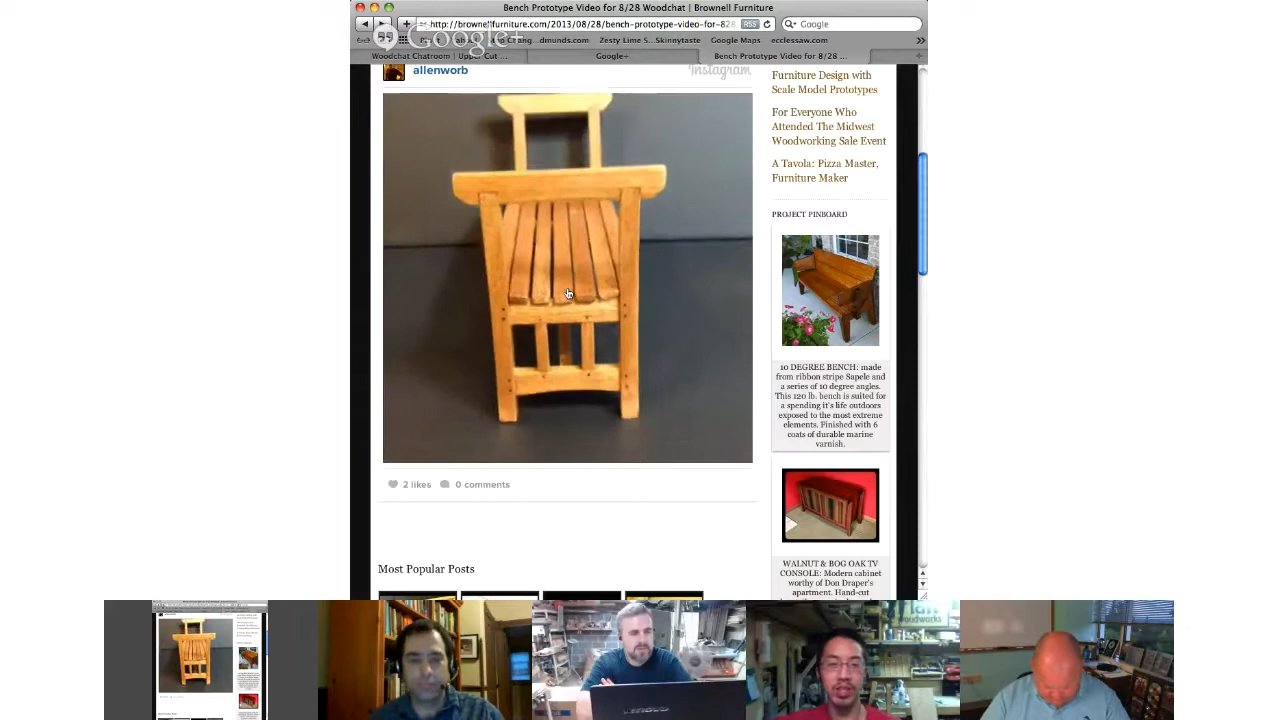 Bench Prototype Video for 8/28 Woodchat | Brownell Furniture
http://brownellfurniture.com/2013/08/28/bench-prototype-video-for-828
RSS
Google
Google+
dmunds.com Zesty Lime S...Skinnytaste Google Maps ecclessaw.com
Woodchat Chatroom | Upper Cut ...
Google+
Bench Prototype Video for 8/28 ...
allenworb
Instagram
2 likes 0 comments
Most Popular Posts
Furniture Design with
Scale Model Prototypes
For Everyone Who
Attended The Midwest
Woodworking Sale Event
A Tavola: Pizza Master,
Furniture Maker
PROJECT PINBOARD
10 DEGREE BENCH: made
from ribbon stripe Sapele and
a series of 10 degree angles.
This 120 lb. bench is suited for
a spending it's life outdoors
exposed to the most extreme
elements. Finished with 6
coats of durable marine
varnish.
WALNUT & BOG OAK TV
CONSOLE: Modern cabinet
worthy of Don Draper's
apartment. Hand-cut
lenovo
woodworks